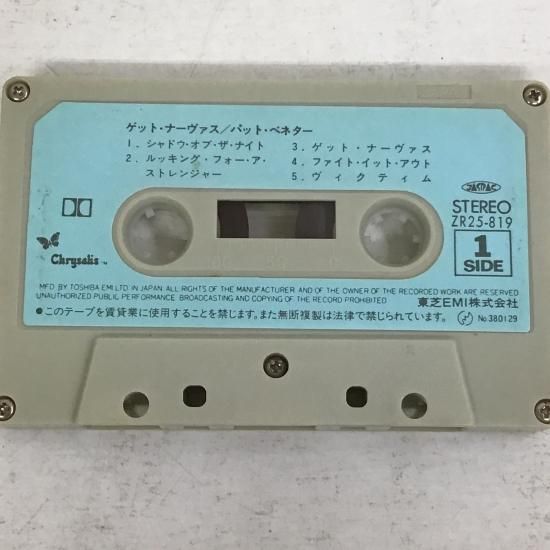 ゲット・ナーヴァス／パット・ベネター
1. シャドウ・オブ・ザ・ナイト
2. ルッキング・フォー・ア・
ストレンジャー
3. ゲット・ナーヴァス
4. ファイト・イット・アウト
5. ヴィクティム
JASRAC
STEREO
ZR25-819
1
SIDE
Chrysalis TM
MFD BY TOSHIBA EMI LTD. IN JAPAN. ALL RIGHTS OF THE MANUFACTURER AND OF THE OWNER OF THE RECORDED WORK ARE RESERVED
UNAUTHORIZED PUBLIC PERFORMANCE BROADCASTING AND COPYING OF THE RECORD PROHIBITED
東芝EMI株式会社
●このテープを賃貸業に使用することを禁じます。また無断複製は法律で禁じられています。
No.380129